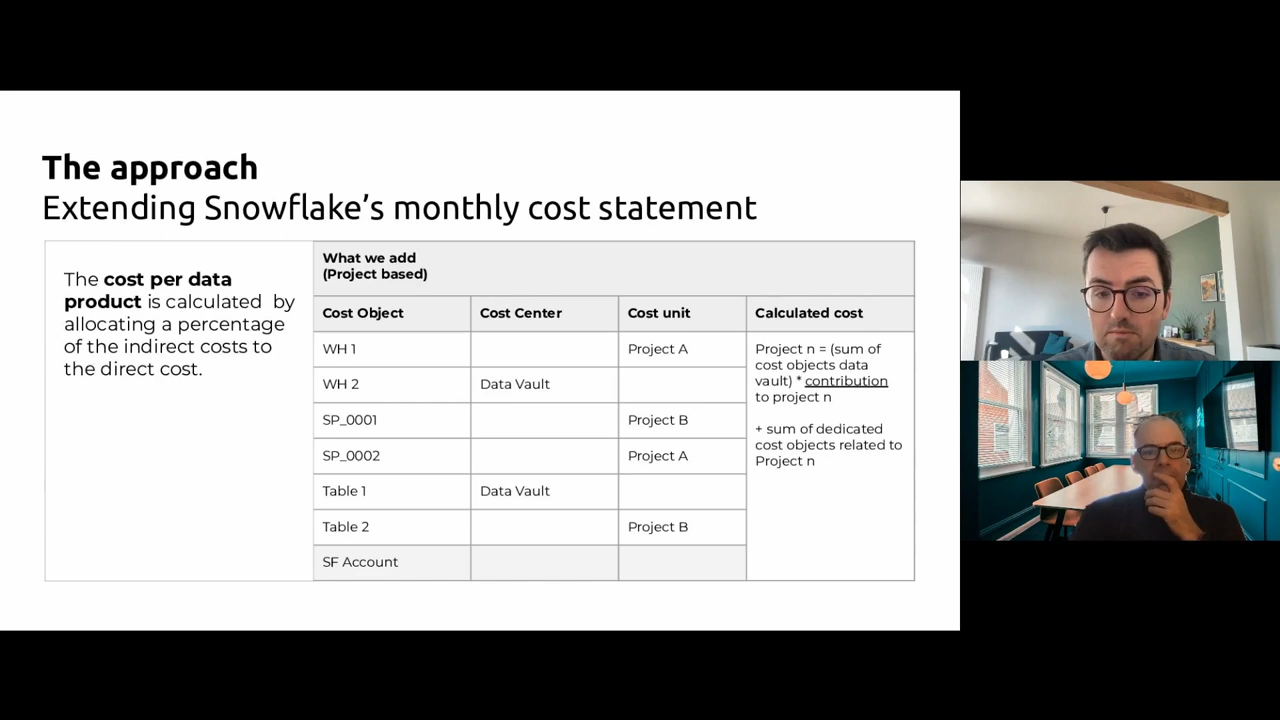 The approach
Extending Snowflake's monthly cost statement
The cost per data
product is calculated by
allocating a percentage
of the indirect costs to
the direct cost.
What we add
(Project based)
Cost Object Cost Center Cost unit Calculated cost
WH 1 Project A
WH 2 Data Vault
SP_0001 Project B
SP_0002 Project A
Table 1 Data Vault
Table 2 Project B
SF Account
Project n = (sum of
cost objects data
vault) * contribution
to project n
+ sum of dedicated
cost objects related to
Project n